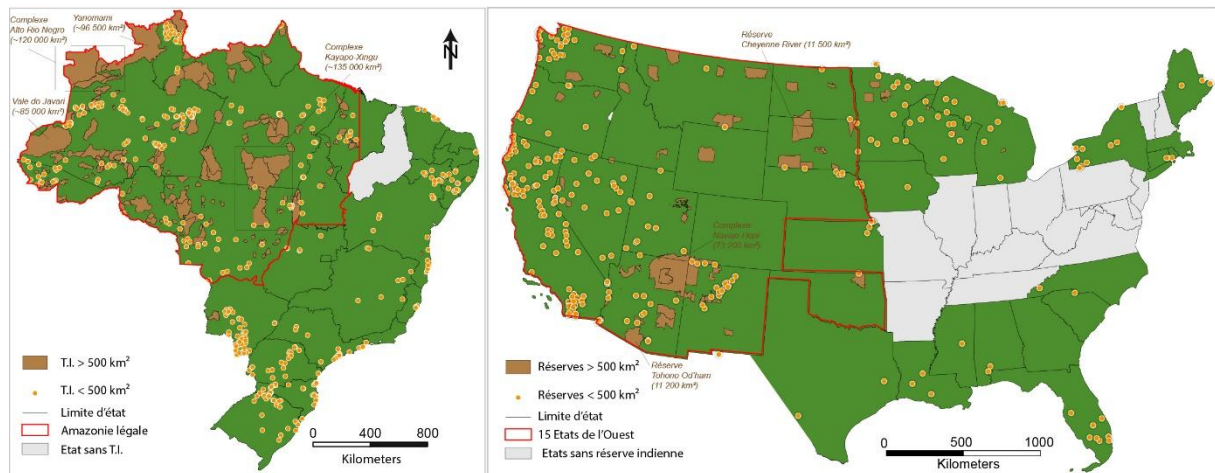 Complexe
Alto Rio Negro
(~120 000 km²)
Yanomami
(~96 500 km²)
N
Complexe
Kayapo-Xingu
(~135 000 km²)
Vale do Javari
(~85 000 km²)
T.I. > 500 km²
T.I. < 500 km²
Limite d'état
Amazonie légale
Etat sans T.I.
0 400 800
Kilometers
Réserve
Cheyenne River (11 500 km²)
Complexe
Navajo-Hopi
(73 200 km²)
Réserve
Tohono Od'ham
(11 200 km²)
Réserves > 500 km²
Réserves < 500 km²
Limite d'état
15 Etats de l'Ouest
Etats sans réserve indienne
0 500 1000
Kilometers